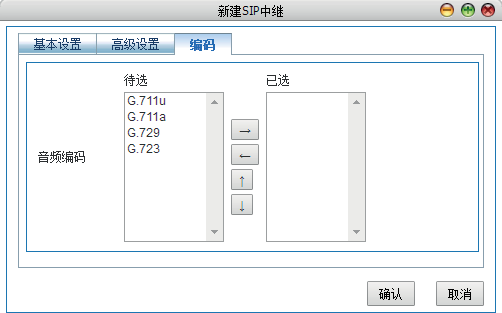 新建SIP中继
基本设置 高级设置 编码
待选 已选
G.711u
G.711a
G.729
G.723
→
←
↑
↓
音频编码
确认 取消